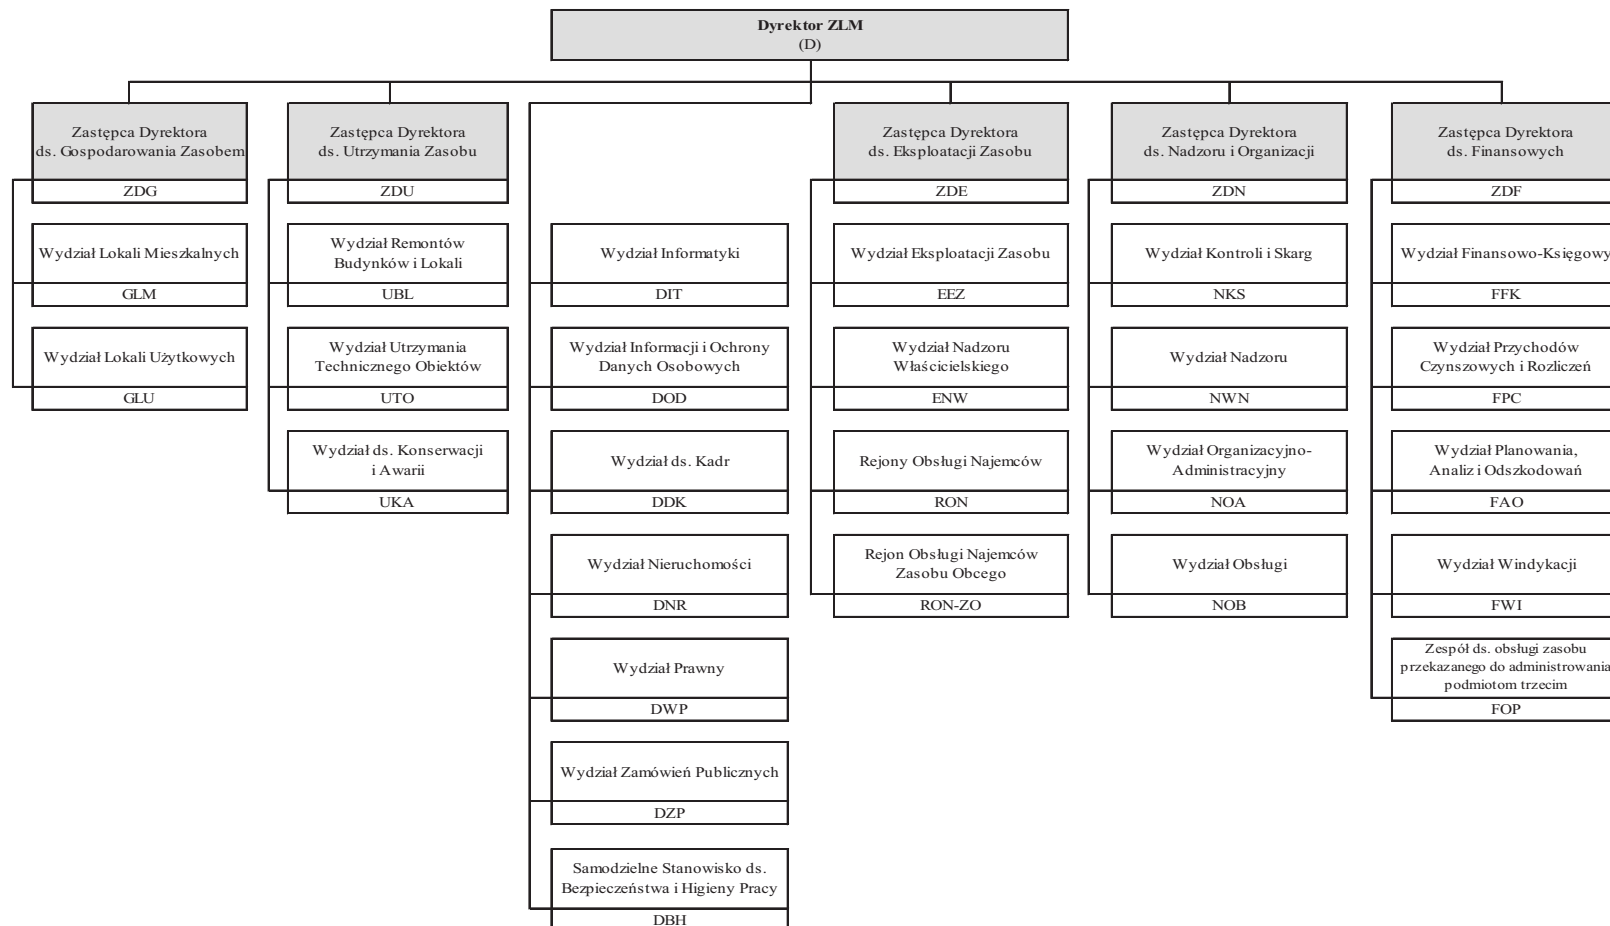 Dyrektor ZLM
(D)
Zastępca Dyrektora
ds. Gospodarowania Zasobem
ZDG
Wydział Lokali Mieszkalnych
GLM
Wydział Lokali Użytkowych
GLU
Zastępca Dyrektora
ds. Utrzymania Zasobu
ZDU
Wydział Remontów
Budynków i Lokali
UBL
Wydział Utrzymania
Technicznego Obiektów
UTO
Wydział ds. Konserwacji
i Awarii
UKA
Wydział Informatyki
DIT
Wydział Informacji i Ochrony
Danych Osobowych
DOD
Wydział ds. Kadr
DDK
Wydział Nieruchomości
DNR
Wydział Prawny
DWP
Wydział Zamówień Publicznych
DZP
Samodzielne Stanowisko ds.
Bezpieczeństwa i Higieny Pracy
DBH
Zastępca Dyrektora
ds. Eksploatacji Zasobu
ZDE
Wydział Eksploatacji Zasobu
EEZ
Wydział Nadzoru
Właścicielskiego
ENW
Rejony Obsługi Najemców
RON
Rejon Obsługi Najemców
Zasobu Obcego
RON-ZO
Zastępca Dyrektora
ds. Nadzoru i Organizacji
ZDN
Wydział Kontroli i Skarg
NKS
Wydział Nadzoru
NWN
Wydział Organizacyjno-
Administracyjny
NOA
Wydział Obsługi
NOB
Zastępca Dyrektora
ds. Finansowych
ZDF
Wydział Finansowo-Księgowy
FFK
Wydział Przychodów
Czynszowych i Rozliczeń
FPC
Wydział Planowania,
Analiz i Odszkodowań
FAO
Wydział Windykacji
FWI
Zespół ds. obsługi zasobu
przekazanego do administrowania
podmiotom trzecim
FOP